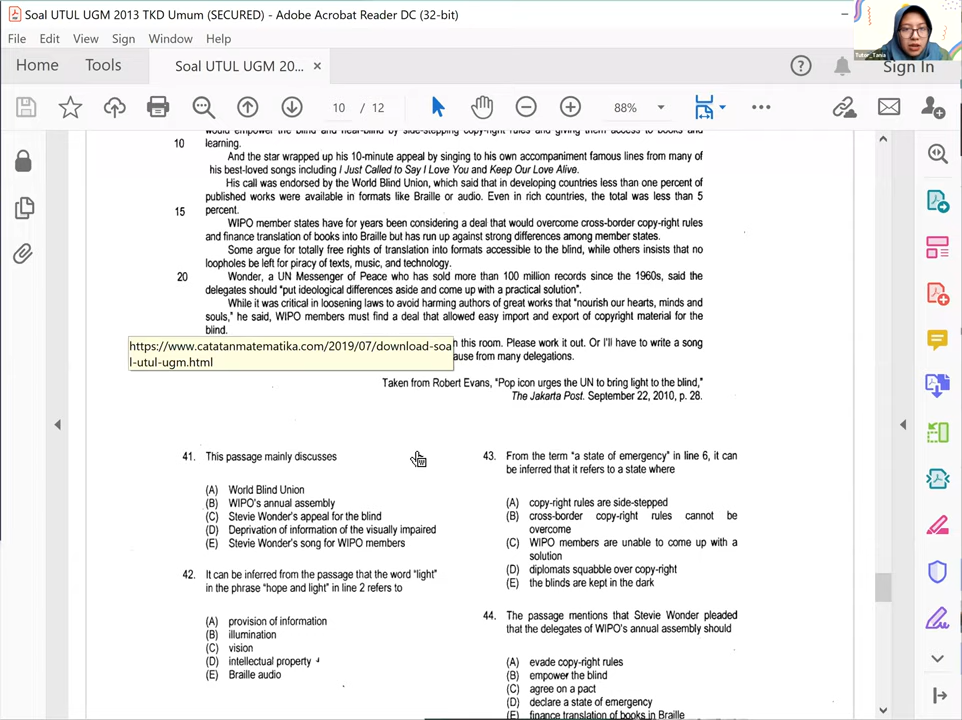 Soal UTUL UGM 2013 TKD Umum (SECURED) - Adobe Acrobat Reader DC (32-bit)
File Edit View Sign Window Help
Home Tools Soal UTUL UGM 20... × Sign In
10 / 12 88%
Tutor_Tania
would empower the blind and near-blind by side-stepping copy-right rules and giving them access to books and
10 learning.
And the star wrapped up his 10-minute appeal by singing to his own accompaniment famous lines from many of
his best-loved songs including I Just Called to Say I Love You and Keep Our Love Alive.
His call was endorsed by the World Blind Union, which said that in developing countries less than one percent of
published works were available in formats like Braille or audio. Even in rich countries, the total was less than 5
15 percent.
WIPO member states have for years been considering a deal that would overcome cross-border copy-right rules
and finance translation of books into Braille but has run up against strong differences among member states.
Some argue for totally free rights of translation into formats accessible to the blind, while others insists that no
loopholes be left for piracy of texts, music, and technology.
20 Wonder, a UN Messenger of Peace who has sold more than 100 million records since the 1960s, said the
delegates should "put ideological differences aside and come up with a practical solution".
While it was critical in loosening laws to avoid harming authors of great works that "nourish our hearts, minds and
souls," he said, WIPO members must find a deal that allowed easy import and export of copyright material for the
blind.
https://www.catatanmatematika.com/2019/07/download-soa
l-utul-ugm.html
n this room. Please work it out. Or I'll have to write a song
ause from many delegations.
Taken from Robert Evans, "Pop icon urges the UN to bring light to the blind,"
The Jakarta Post. September 22, 2010, p. 28.
41. This passage mainly discusses
(A) World Blind Union
(B) WIPO's annual assembly
(C) Stevie Wonder's appeal for the blind
(D) Deprivation of information of the visually impaired
(E) Stevie Wonder's song for WIPO members
42. It can be inferred from the passage that the word "light"
in the phrase "hope and light" in line 2 refers to
(A) provision of information
(B) illumination
(C) vision
(D) intellectual property
(E) Braille audio
43. From the term "a state of emergency" in line 6, it can
be inferred that it refers to a state where
(A) copy-right rules are side-stepped
(B) cross-border copy-right rules cannot be
overcome
(C) WIPO members are unable to come up with a
solution
(D) diplomats squabble over copy-right
(E) the blinds are kept in the dark
44. The passage mentions that Stevie Wonder pleaded
that the delegates of WIPO's annual assembly should
(A) evade copy-right rules
(B) empower the blind
(C) agree on a pact
(D) declare a state of emergency
(E) finance translation of books in Braille